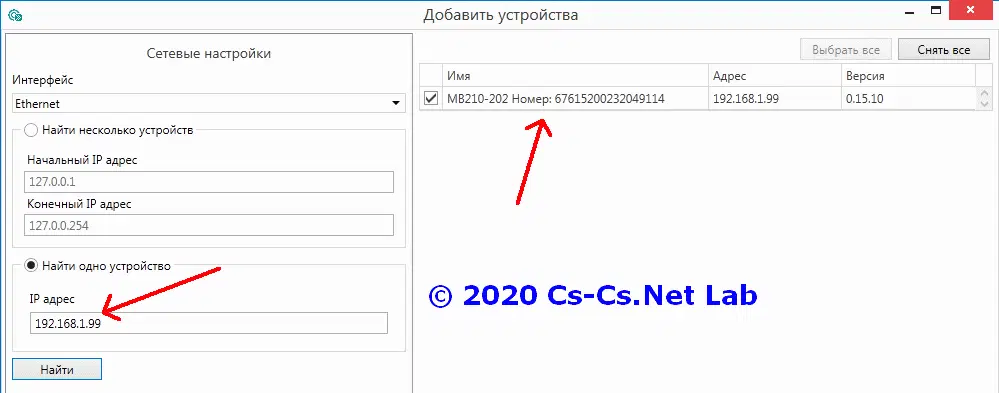 Добавить устройства
Сетевые настройки
Интерфейс
Ethernet
Найти несколько устройств
Начальный IP адрес
127.0.0.1
Конечный IP адрес
127.0.0.254
Найти одно устройство
IP адрес
192.168.1.99
Найти
Выбрать все Снять все
Имя Адрес Версия
МВ210-202 Номер: 67615200232049114 192.168.1.99 0.15.10
© 2020 Cs-Cs.Net Lab